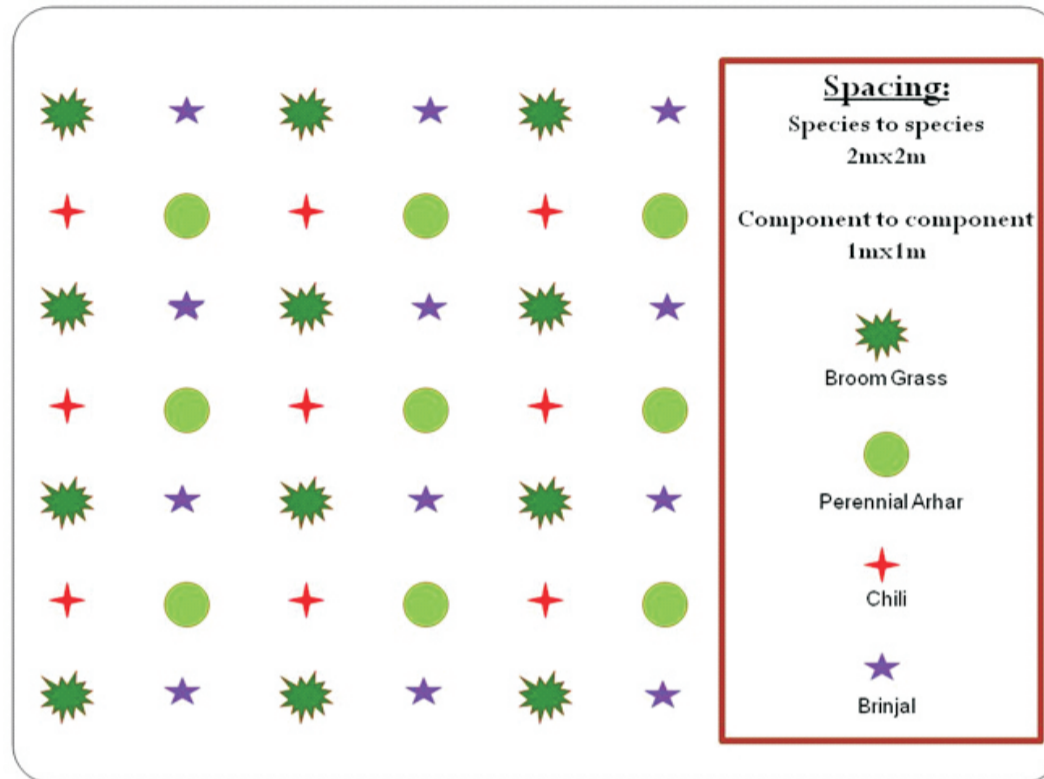 Spacing:
Species to species
2mx2m
Component to component
1mx1m
Broom Grass
Perennial Arhar
Chili
Brinjal